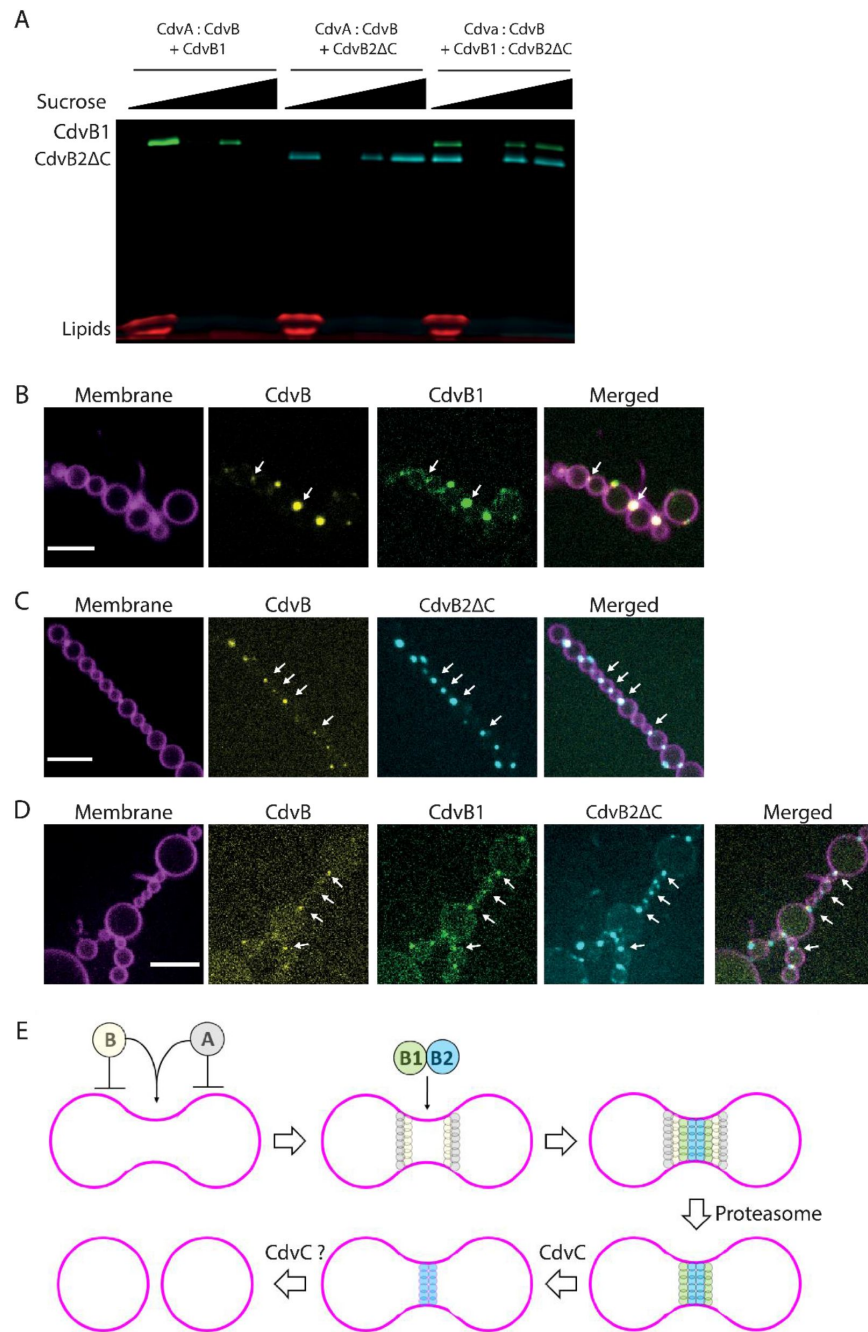 A
CdvA : CdvB
+ CdvB1
CdvA : CdvB
+ CdvB2ΔC
Cdva : CdvB
+ CdvB1 : CdvB2ΔC
Sucrose
CdvB1
CdvB2ΔC
Lipids
B
Membrane
CdvB
CdvB1
Merged
C
Membrane
CdvB
CdvB2ΔC
Merged
D
Membrane
CdvB
CdvB1
CdvB2ΔC
Merged
E
B
A
B1
B2
Proteasome
CdvC ?
CdvC